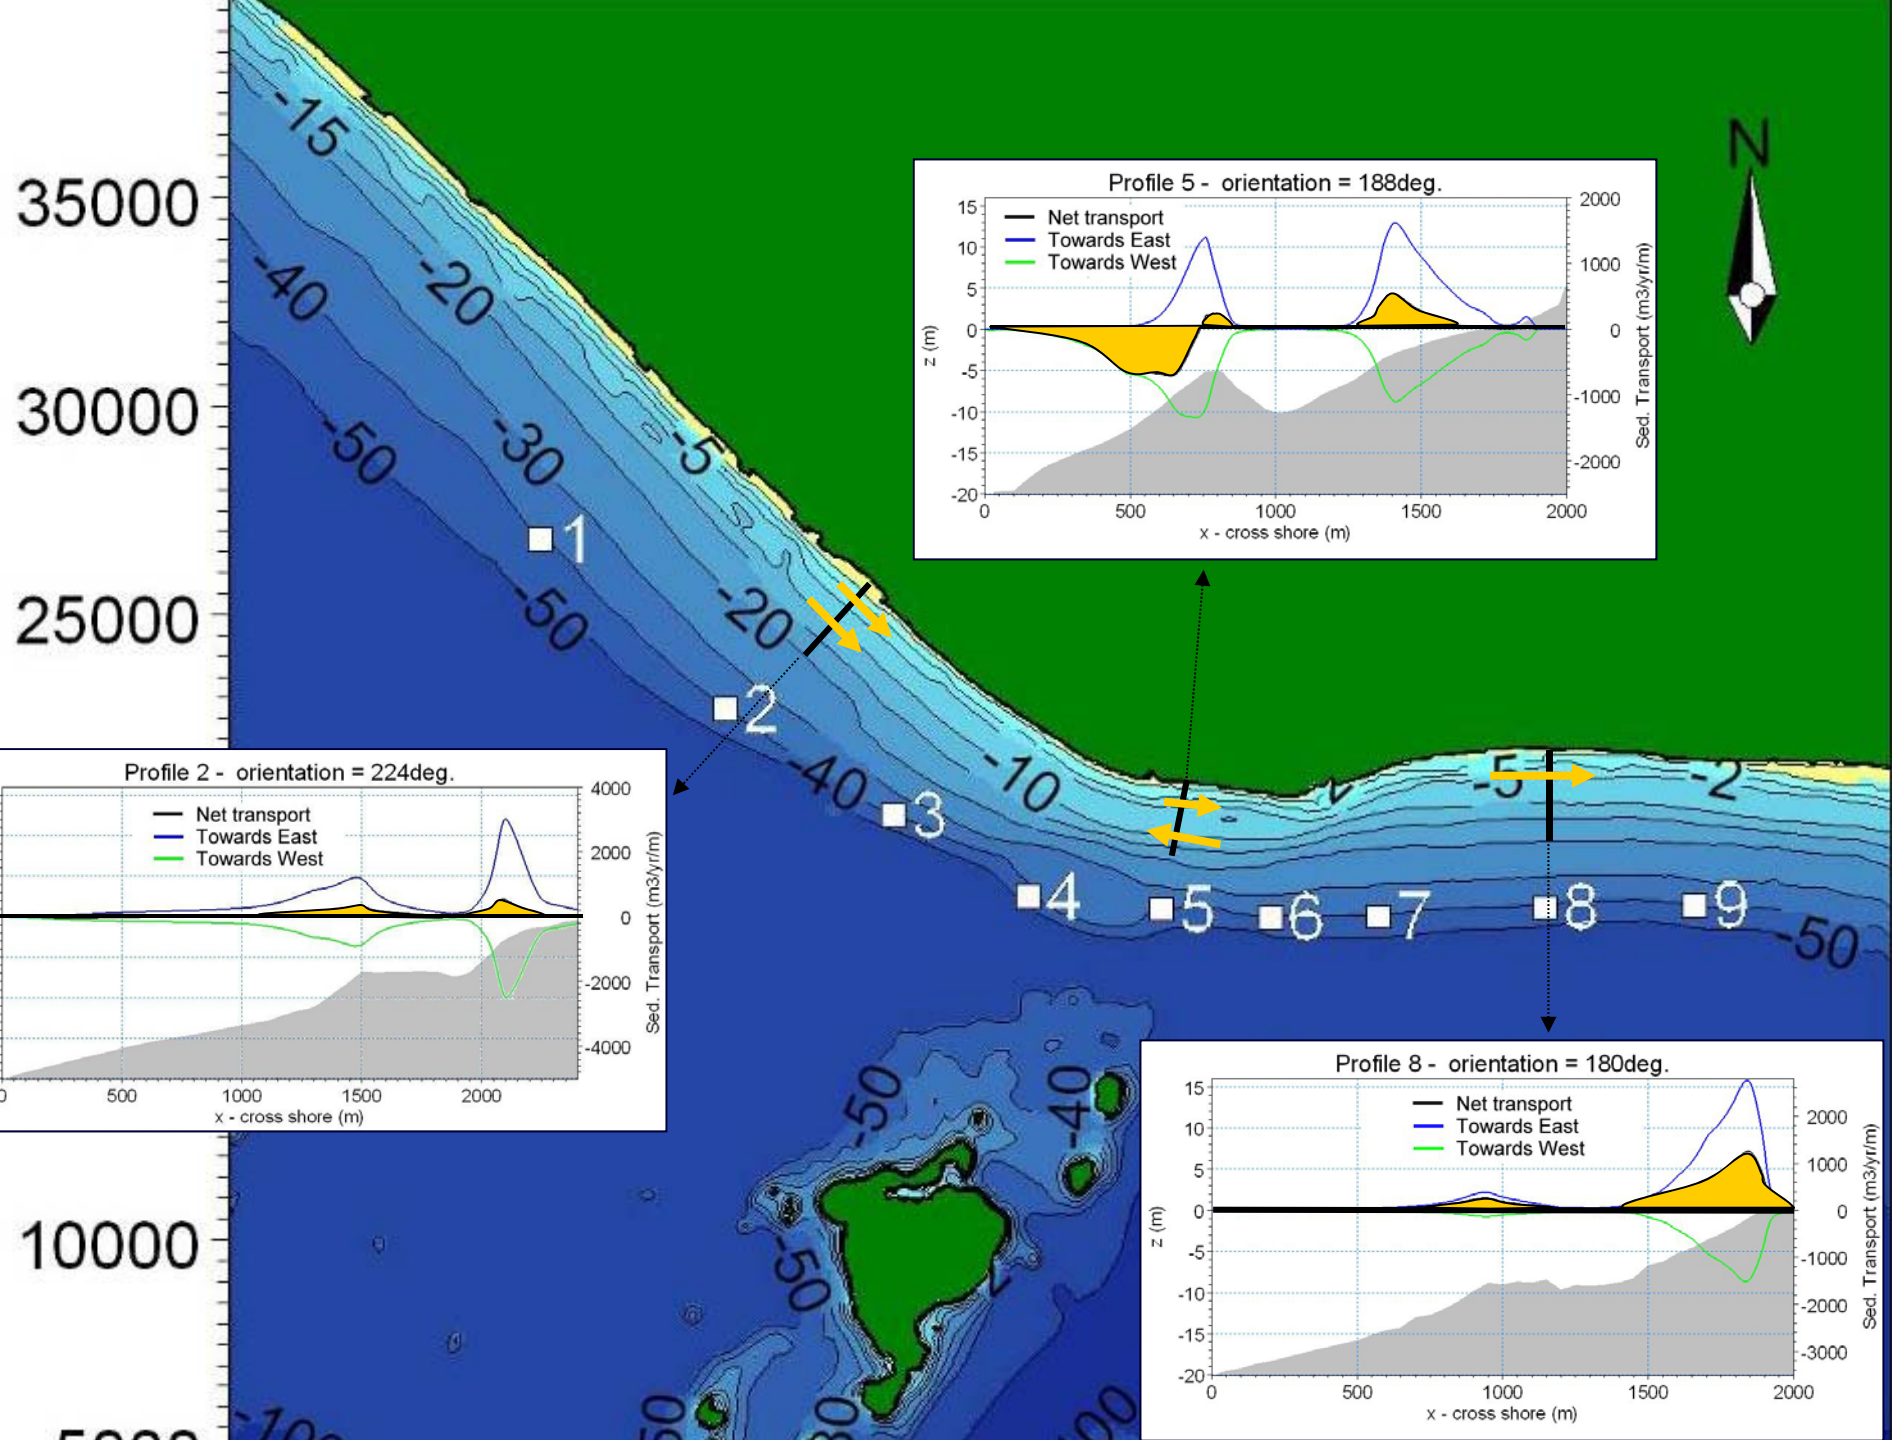 N
35000
30000
25000
10000
5000
-15
-20
-40
-30
-50
-5
-50
-20
-10
-40
-5
-2
-50
1
2
3
4
5
6
7
8
9
-50
-40
-50
2
-100
Profile 5 - orientation = 188deg.
Net transport
Towards East
Towards West
15
10
5
0
-5
-10
-15
-20
z (m)
2000
1000
0
-1000
-2000
Sed. Transport (m3/yr/m)
0 500 1000 1500 2000
x - cross shore (m)
Profile 2 - orientation = 224deg.
Net transport
Towards East
Towards West
4000
2000
0
-2000
-4000
Sed. Transport (m3/yr/m)
0 500 1000 1500 2000
x - cross shore (m)
Profile 8 - orientation = 180deg.
Net transport
Towards East
Towards West
15
10
5
0
-5
-10
-15
-20
z (m)
2000
1000
0
-1000
-2000
-3000
Sed. Transport (m3/yr/m)
0 500 1000 1500 2000
x - cross shore (m)